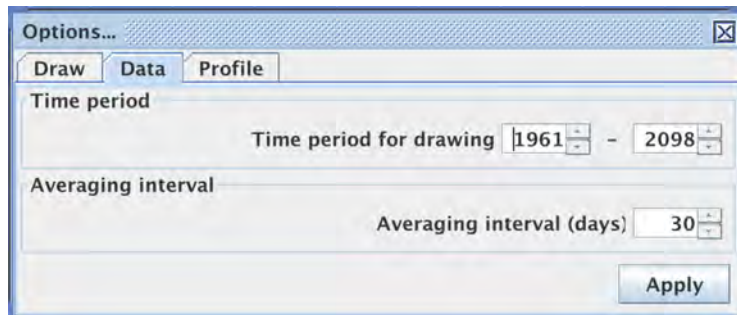 Options...
Draw Data Profile
Time period
Time period for drawing 1961 - 2098
Averaging interval
Averaging interval (days) 30
Apply